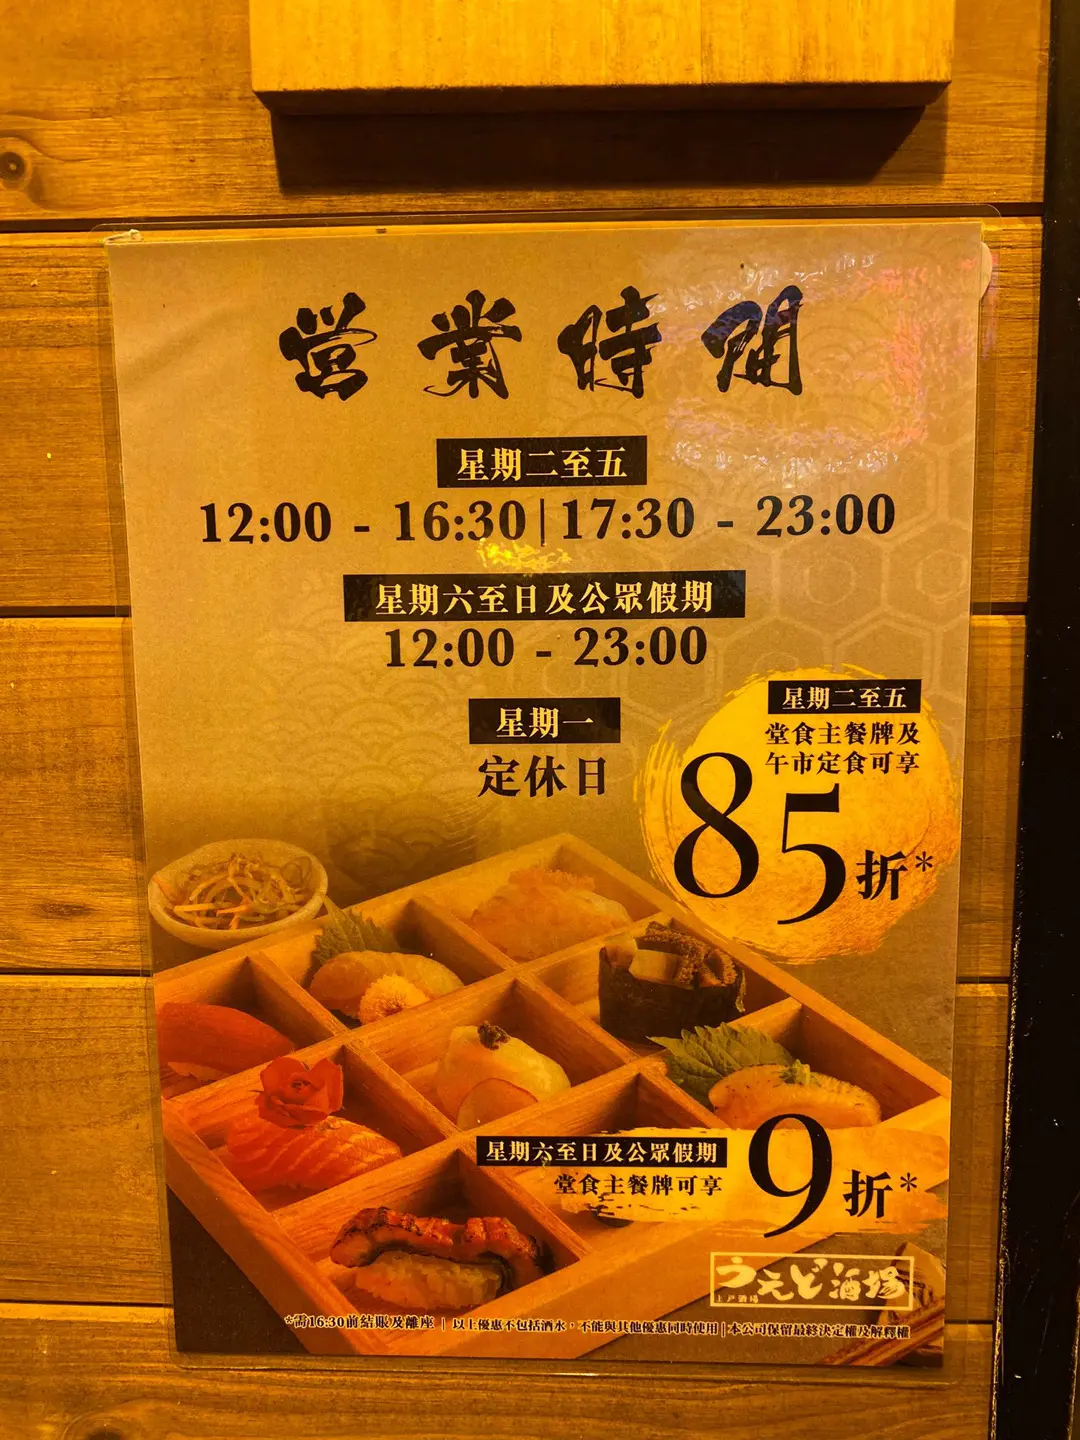 営業時間
星期二至五
12:00 - 16:30 | 17:30 - 23:00
星期六至日及公眾假期
12:00 - 23:00
星期一
定休日
星期二至五
堂食主餐牌及
午市定食可享
85折*
星期六至日及公眾假期
堂食主餐牌可享
9折*
うえど酒場
上戸酒場
*需16:30前結賬及離座 | 以上優惠不包括酒水，不能與其他優惠同時使用 | 本公司保留最終決定權及解釋權